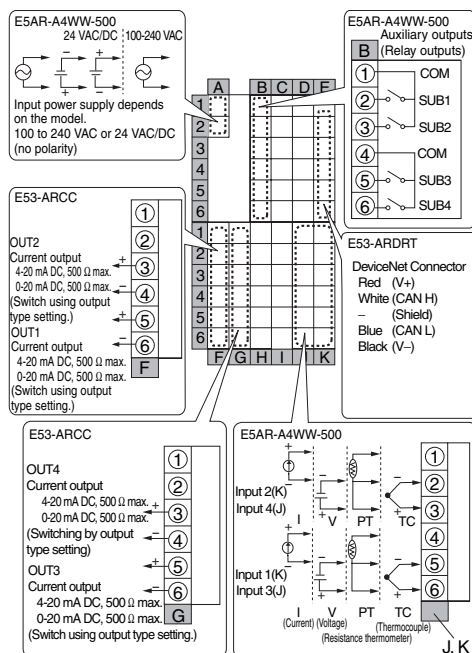 E5AR-A4WW-500
24 VAC/DC
100-240 VAC
Input power supply depends
on the model.
100 to 240 VAC or 24 VAC/DC
(no polarity)
E5AR-A4WW-500
Auxiliary outputs
(Relay outputs)
B
1 COM
2 SUB1
3 SUB2
4 COM
5 SUB3
6 SUB4
A B C D E
1
2
3
4
5
6
1
2
3
4
5
6
F G H I J K
E53-ARCC
OUT2
Current output
4-20 mA DC, 500 Ω max.
0-20 mA DC, 500 Ω max.
(Switch using output
type setting.)
OUT1
Current output
4-20 mA DC, 500 Ω max.
0-20 mA DC, 500 Ω max.
(Switch using output
type setting.)
1
2
+ 3
− 4
+ 5
− 6
F
E53-ARDRT
DeviceNet Connector
Red (V+)
White (CAN H)
– (Shield)
Blue (CAN L)
Black (V–)
E53-ARCC
OUT4
Current output
4-20 mA DC, 500 Ω max.
0-20 mA DC, 500 Ω max.
(Switching by output
type setting)
OUT3
Current output
4-20 mA DC, 500 Ω max.
0-20 mA DC, 500 Ω max.
(Switch using output type setting.)
1
2
+ 3
− 4
+ 5
− 6
G
E5AR-A4WW-500
Input 2(K)
Input 4(J)
I V PT TC
Input 1(K)
Input 3(J)
I V PT TC
(Current) (Voltage) (Thermocouple)
(Resistance thermometer)
1
2
3
4
5
6
J, K